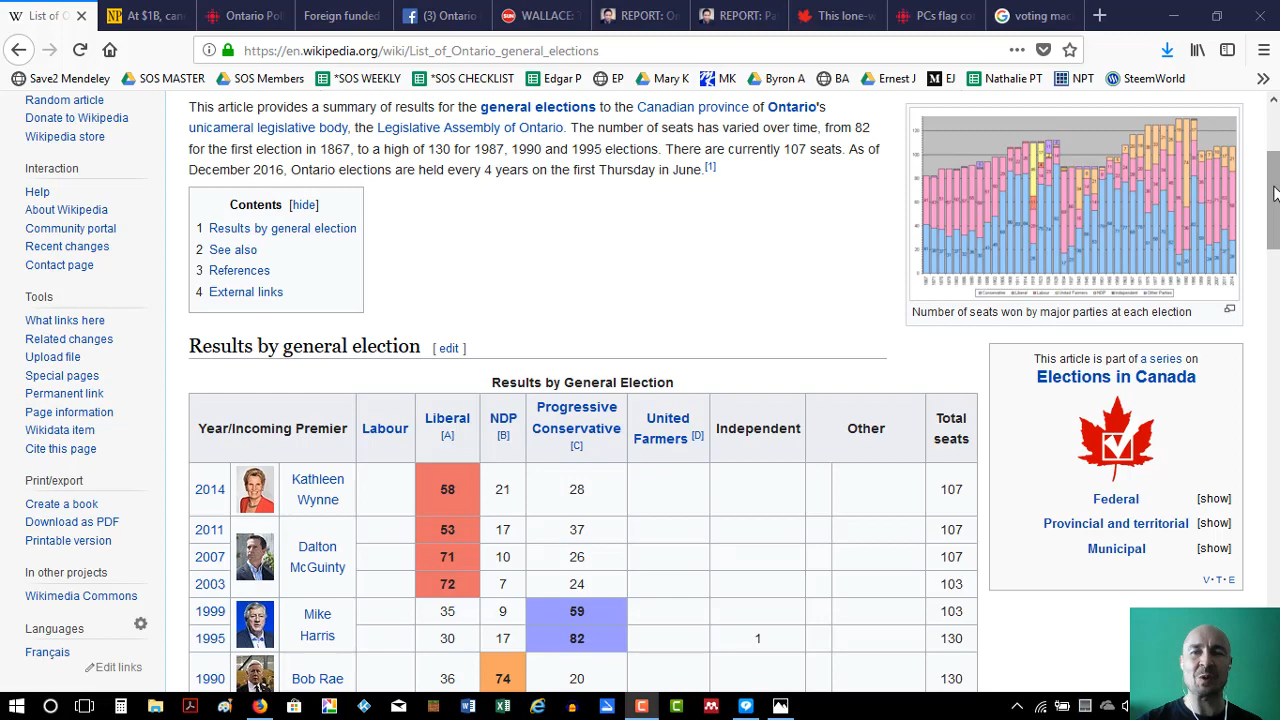 List of O
At $1B, can
Ontario Pol
Foreign funded
(3) Ontario
WALLACE:
REPORT: On
REPORT: Pa
This lone-w
PCs flag co
voting mac
https://en.wikipedia.org/wiki/List_of_Ontario_general_elections
Save2 Mendeley
SOS MASTER
SOS Members
*SOS WEEKLY
*SOS CHECKLIST
Edgar P
EP
Mary K
MK
Byron A
BA
Ernest J
EJ
Nathalie PT
NPT
SteemWorld
Random article
Donate to Wikipedia
Wikipedia store
Interaction
Help
About Wikipedia
Community portal
Recent changes
Contact page
Tools
What links here
Related changes
Upload file
Special pages
Permanent link
Page information
Wikidata item
Cite this page
Print/export
Create a book
Download as PDF
Printable version
In other projects
Wikimedia Commons
Languages
Français
Edit links
This article provides a summary of results for the general elections to the Canadian province of Ontario's
unicameral legislative body, the Legislative Assembly of Ontario. The number of seats has varied over time, from 82
for the first election in 1867, to a high of 130 for 1987, 1990 and 1995 elections. There are currently 107 seats. As of
December 2016, Ontario elections are held every 4 years on the first Thursday in June.[1]
Contents [hide]
1 Results by general election
2 See also
3 References
4 External links
Results by general election [ edit ]
Results by General Election
Year/Incoming Premier Labour Liberal [A] NDP [B] Progressive Conservative [C] United Farmers [D] Independent Other Total seats
2014 Kathleen Wynne 58 21 28 107
2011 Dalton McGuinty 53 17 37 107
2007 71 10 26 107
2003 72 7 24 103
1999 Mike Harris 35 9 59 103
1995 30 17 82 1 130
1990 Bob Rae 36 74 20 130
Number of seats won by major parties at each election
This article is part of a series on
Elections in Canada
Federal [show]
Provincial and territorial [show]
Municipal [show]
V·T·E